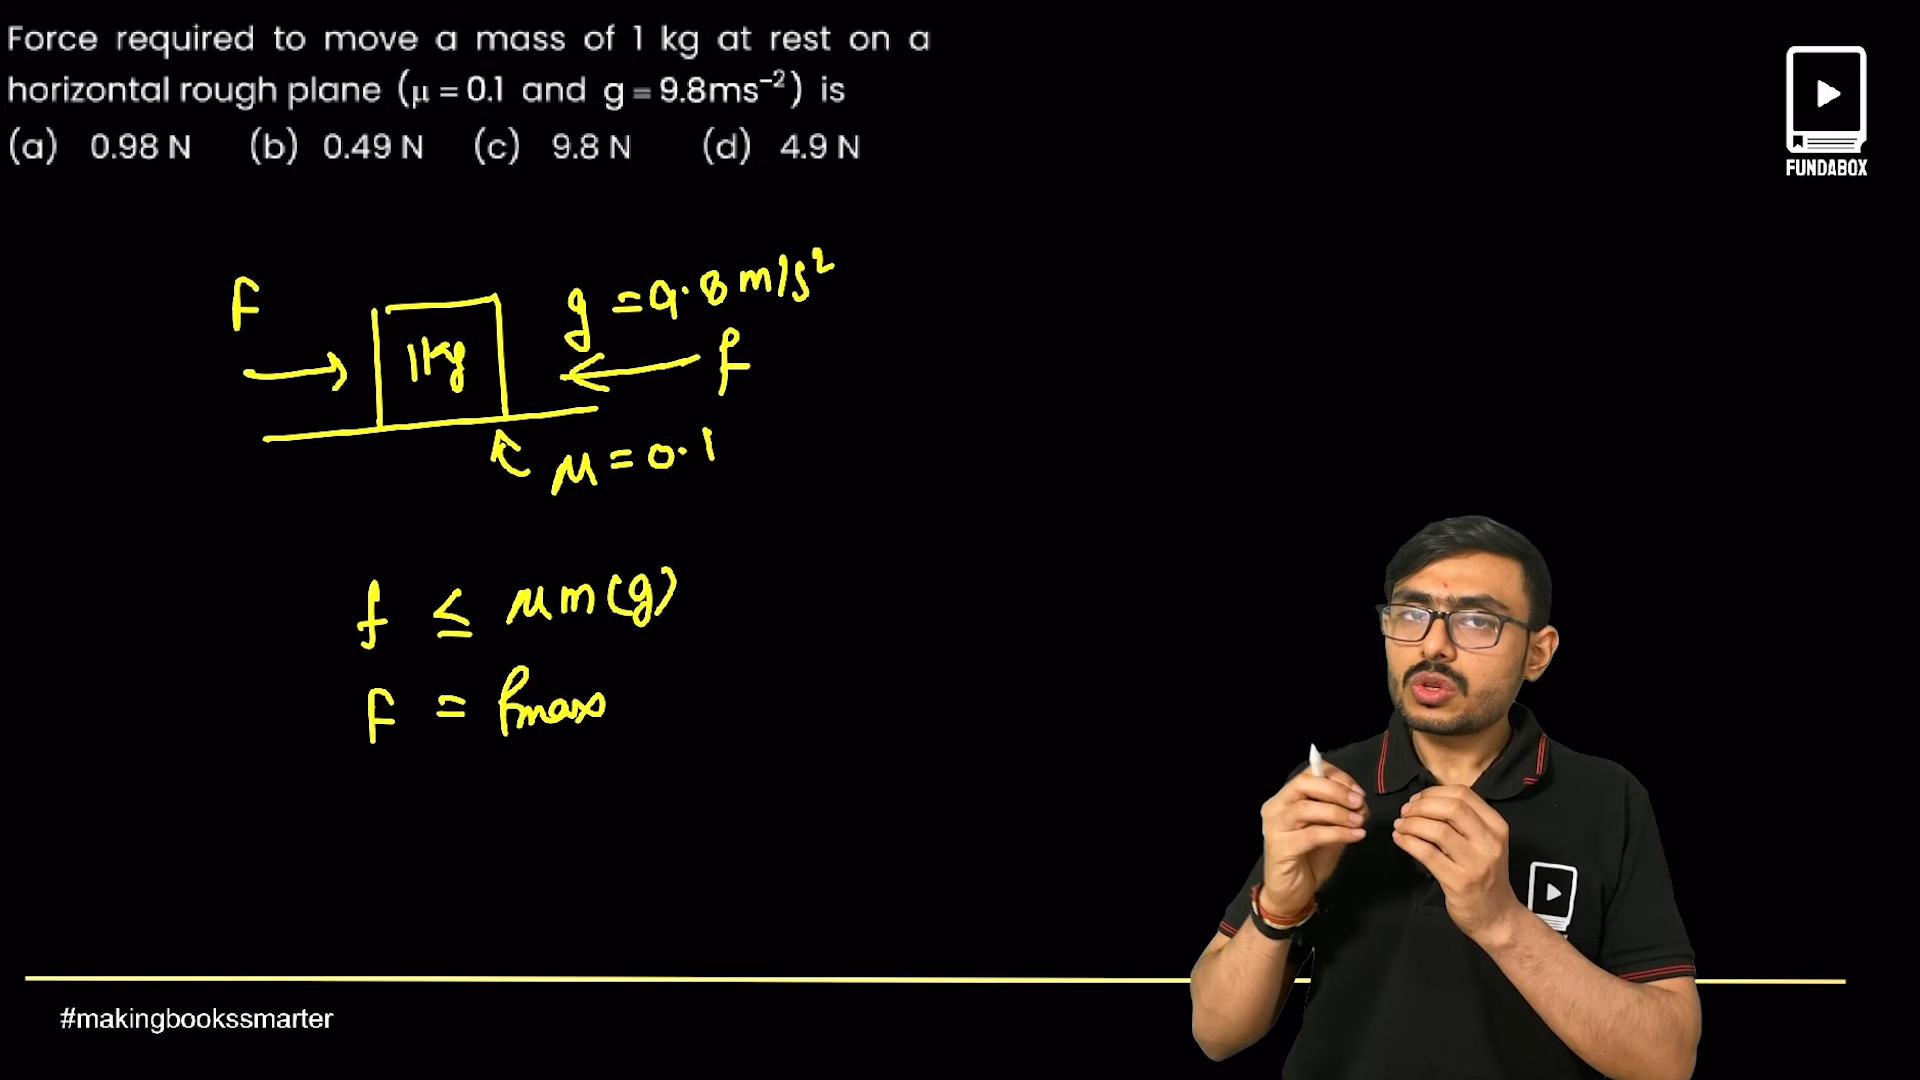 Force required to move a mass of 1 kg at rest on a
horizontal rough plane (μ = 0.1 and g = 9.8ms⁻²) is
(a) 0.98 N (b) 0.49 N (c) 9.8 N (d) 4.9 N
FUNDABOX
F
1kg
g = 9.8 m/s²
f
μ = 0.1
f ≤ μm(g)
F = fmax
#makingbookssmarter